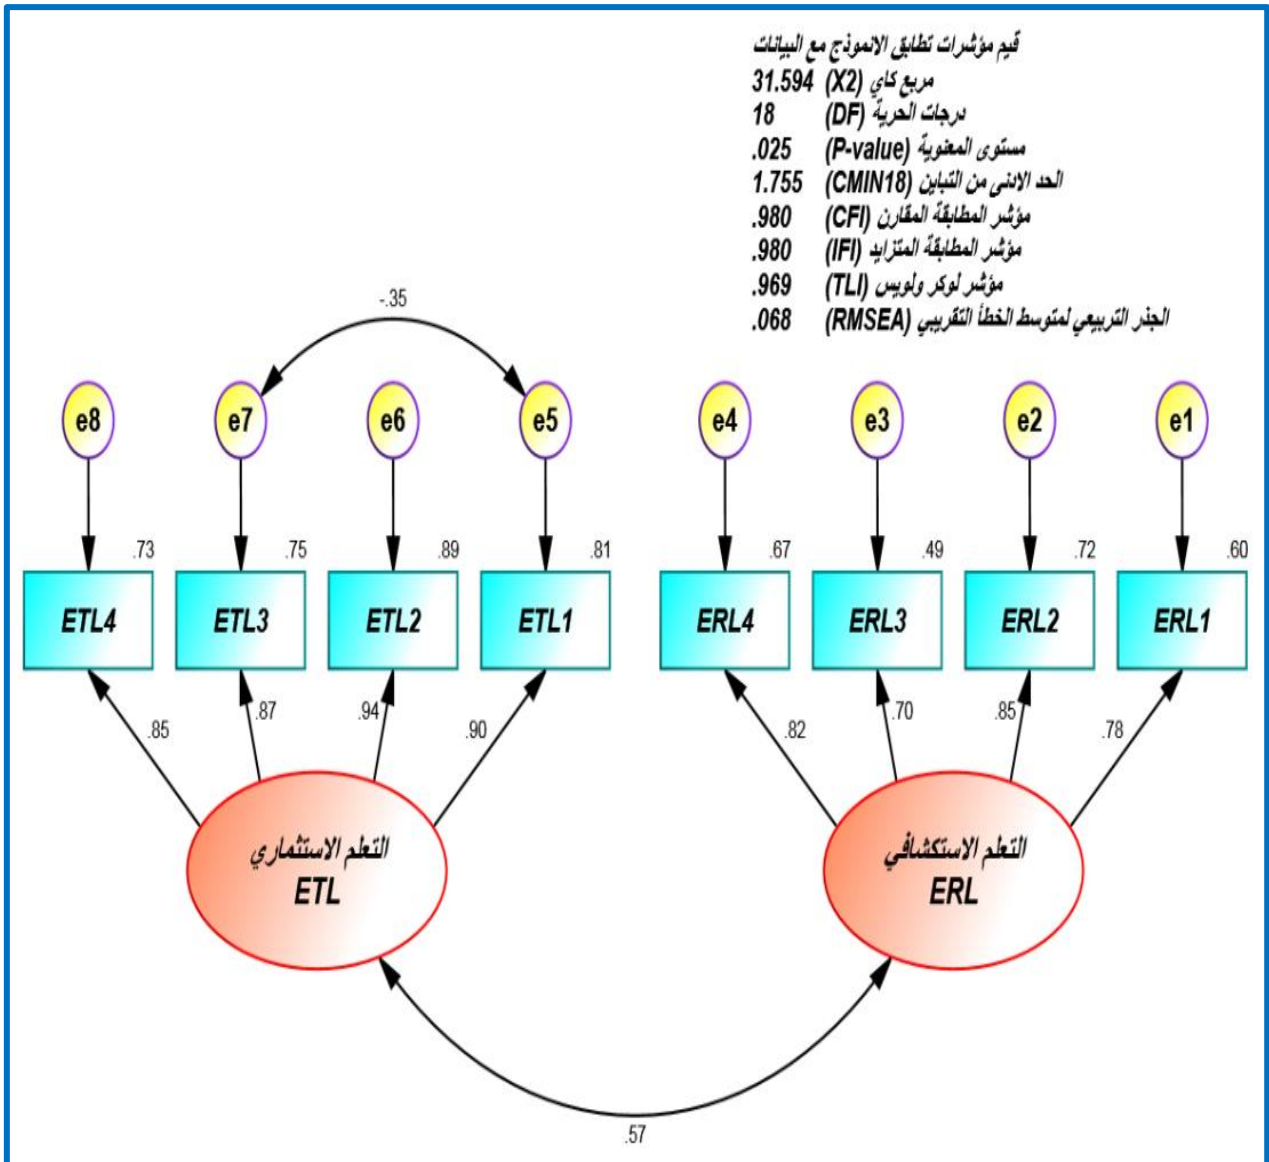 قيم مؤشرات تطابق الانموذج مع البيانات
مربع كاي (X2) 31.594
درجات الحرية (DF) 18
مستوى المعنوية (P-value) .025
الحد الادنى من التباين (CMIN18) 1.755
مؤشر المطابقة المقارن (CFI) .980
مؤشر المطابقة المتزايد (IFI) .980
مؤشر لوكر ولويس (TLI) .969
الجذر التربيعي لمتوسط الخطأ التقريبي (RMSEA) .068
-.35
e8 e7 e6 e5 e4 e3 e2 e1
.73 .75 .89 .81 .67 .49 .72 .60
ETL4 ETL3 ETL2 ETL1 ERL4 ERL3 ERL2 ERL1
.85 .87 .94 .90 .82 .70 .85 .78
التعلم الاستثماري
ETL
التعلم الاستكشافي
ERL
.57